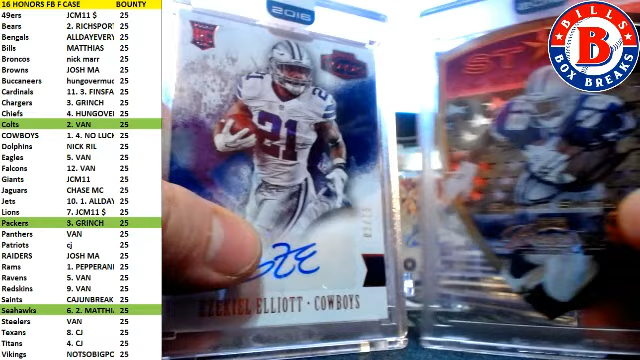 16 HONORS FB F CASE BOUNTY
49ers JCM11 $ 25
Bears 2. RICHSPOR 25
Bengals ALLDAYEVERY 25
Bills MATTHIAS 25
Broncos nick marr 25
Browns JOSH MA 25
Buccaneers hungovermuc 25
Cardinals 11. 3. FINSFA 25
Chargers 3. GRINCH 25
Chiefs 4. HUNGOVEI 25
Colts 2. VAN 25
COWBOYS 1. 4. NO LUCK 25
Dolphins NICK RIL 25
Eagles 5. VAN 25
Falcons 12. VAN 25
Giants JCM11 25
Jaguars CHASE MC 25
Jets 10. 1. ALLDA 25
Lions 7. JCM11 $ 25
Packers 3. GRINCH 25
Panthers VAN 25
Patriots cj 25
RAIDERS JOSH MA 25
Rams 1. PEPPERANI 25
Ravens 5. VAN 25
Redskins 9. VAN 25
Saints CAJUNBREAK 25
Seahawks 6. 2. MATTHI 25
Steelers VAN 25
Texans 8. CJ 25
Titans 4. CJ 25
Vikings NOTSOBIGPC 25
2016
RC
21
21
EZE
EZEKIEL ELLIOTT • COWBOYS
ST
BILLS
B
BOX BREAKS